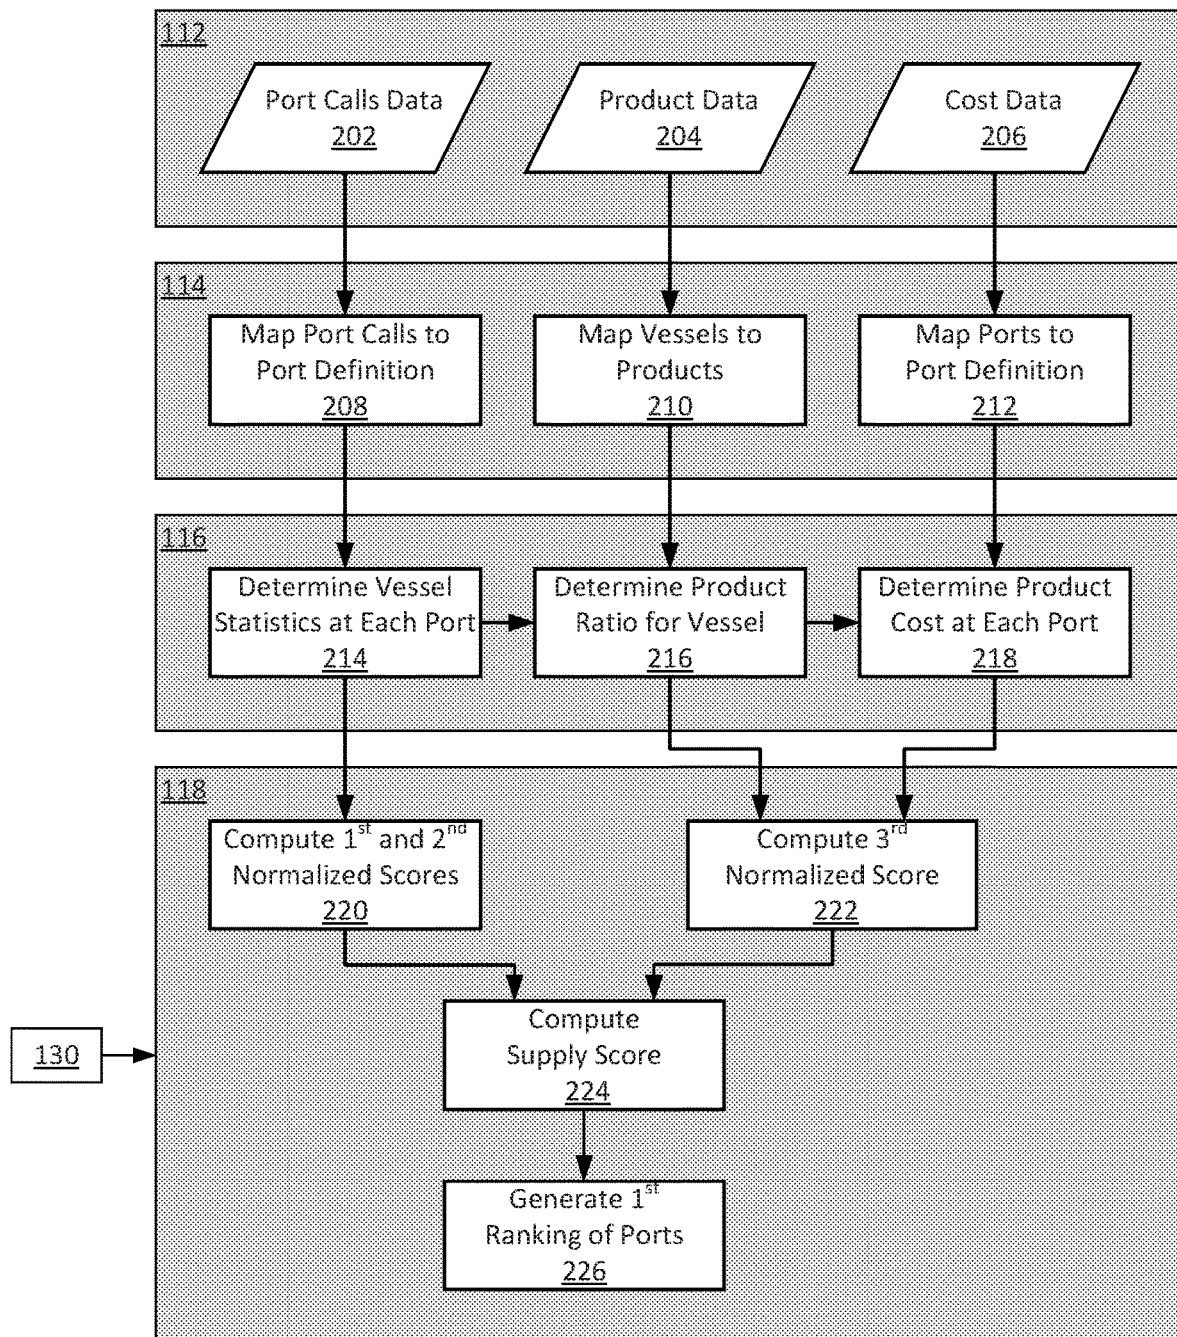 112
Port Calls Data
202
Product Data
204
Cost Data
206
114
Map Port Calls to
Port Definition
208
Map Vessels to
Products
210
Map Ports to
Port Definition
212
116
Determine Vessel
Statistics at Each Port
214
Determine Product
Ratio for Vessel
216
Determine Product
Cost at Each Port
218
118
Compute 1st and 2nd
Normalized Scores
220
Compute 3rd
Normalized Score
222
130
Compute
Supply Score
224
Generate 1st
Ranking of Ports
226